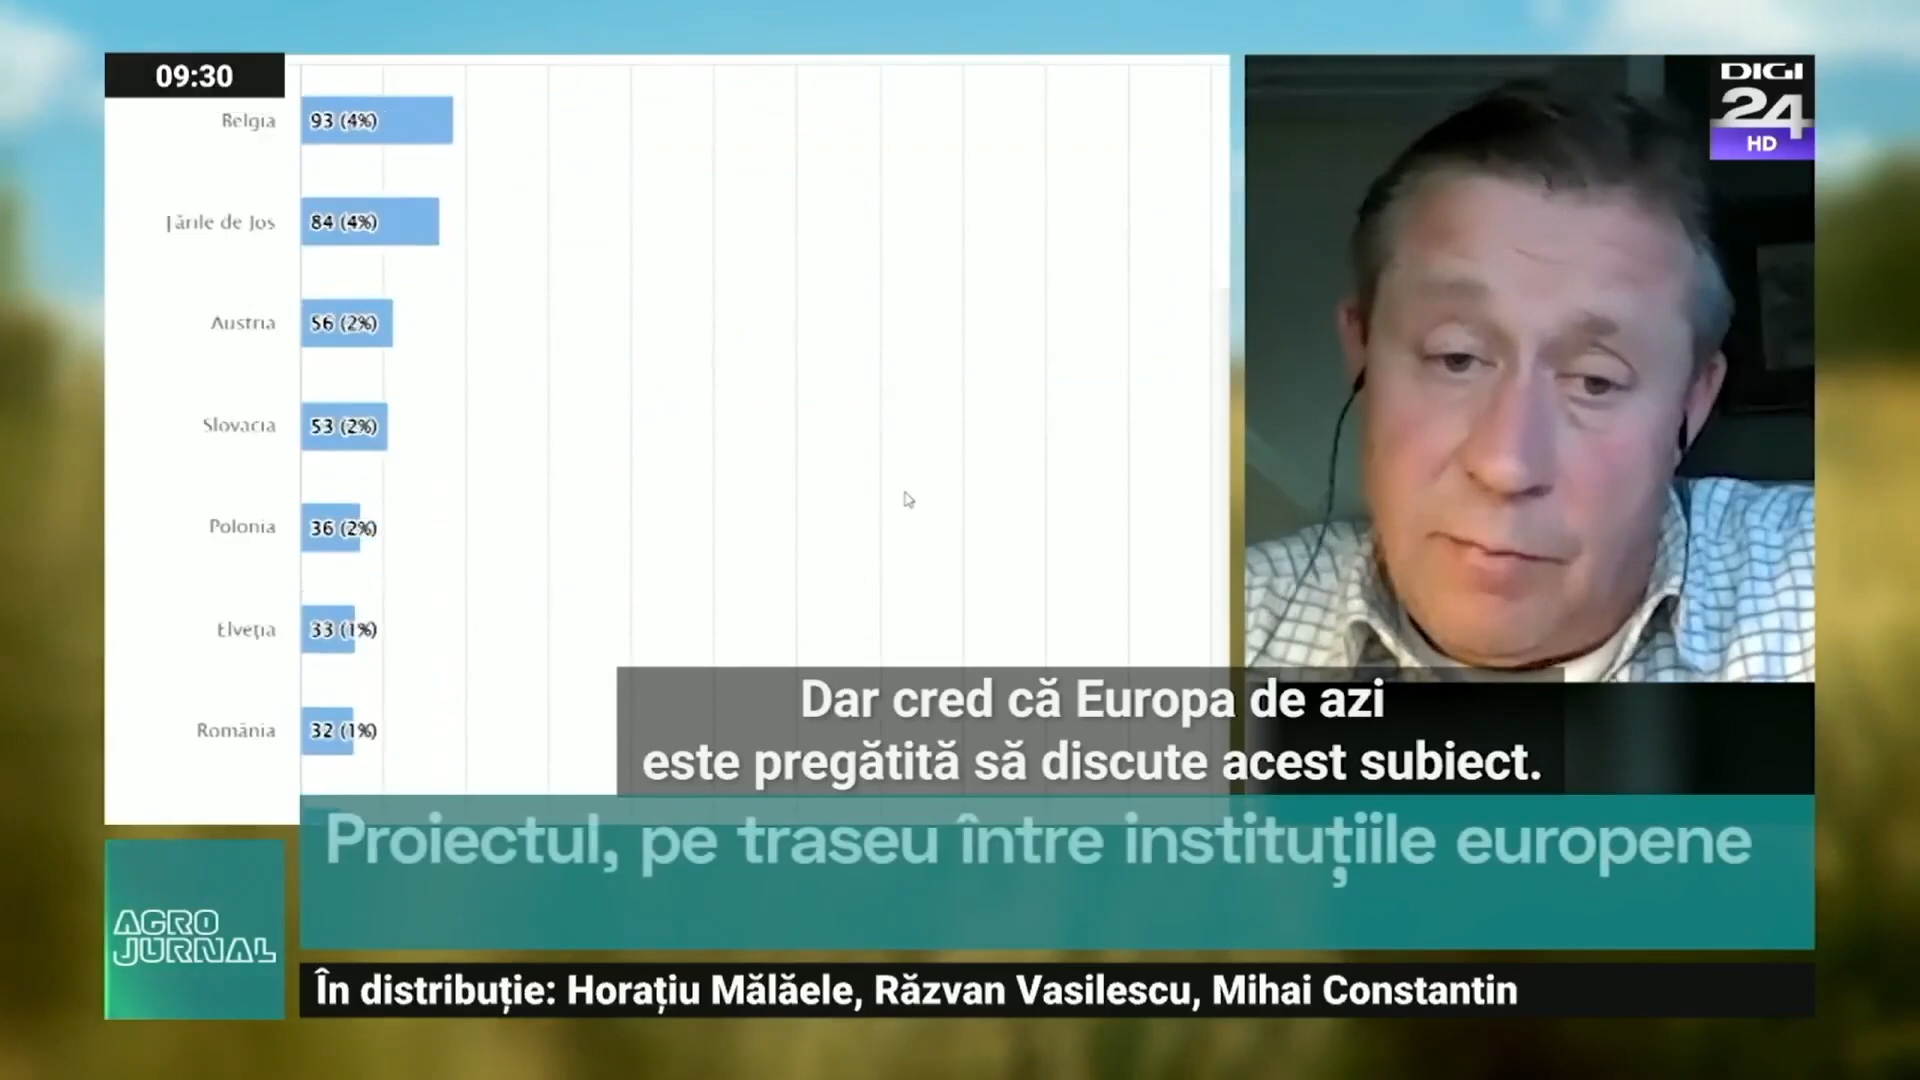 09:30
DIGI
24
HD
Belgia 93 (4%)
Țările de Jos 84 (4%)
Austria 56 (2%)
Slovacia 53 (2%)
Polonia 36 (2%)
Elveția 33 (1%)
România 32 (1%)
Dar cred că Europa de azi
este pregătită să discute acest subiect.
Proiectul, pe traseu între instituțiile europene
AGRO
JURNAL
În distribuție: Horațiu Mălăele, Răzvan Vasilescu, Mihai Constantin